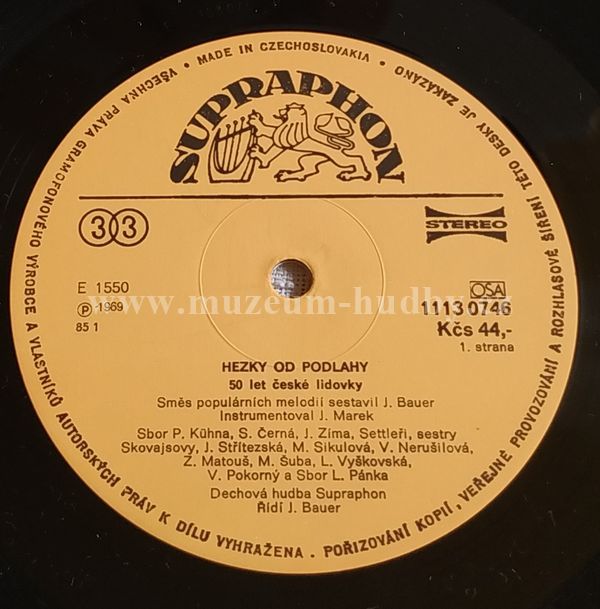 VŠECHNA PRÁVA GRAMOFONOVÉHO VÝROBCE A VLASTNÍKŮ AUTORSKÝCH PRÁV K DÍLU VYHRAŽENA . POŘIZOVÁNÍ KOPIÍ, VEŘEJNÉ PROVOZOVÁNÍ A ROZHLASOVÉ ŠÍŘENÍ TÉTO DESKY JE ZAKÁZÁNO
• MADE IN CZECHOSLOVAKIA •
SUPRAPHON
33
STEREO
E 1550
P 1969
85 1
OSA
1113 0746
Kčs 44,-
1. strana
www.muzeum-hudby.cz
HEZKY OD PODLAHY
50 let české lidovky
Směs populárních melodií sestavil J. Bauer
Instrumentoval J. Marek
Sbor P. Kühna, S. Černá, J. Zíma, Settleři, sestry
Skovajsovy, J. Střítezská, M. Sikulová, V. Nerušilová,
Z. Matouš, M. Šuba, L. Vyškovská,
V. Pokorný a Sbor L. Pánka
Dechová hudba Supraphon
Řídí J. Bauer